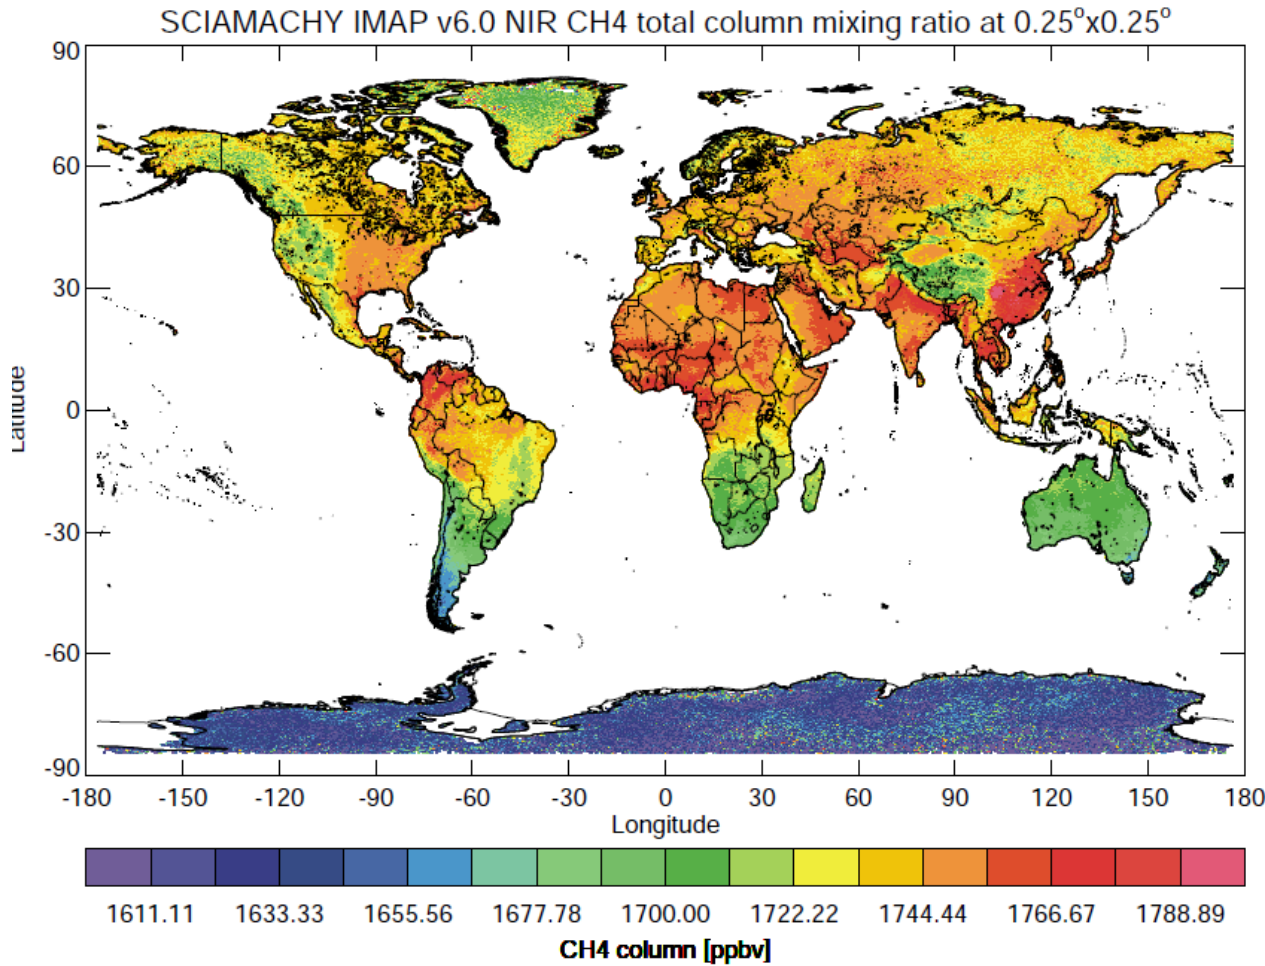 SCIAMACHY IMAP v6.0 NIR CH4 total column mixing ratio at 0.25°x0.25°
90
60
30
0
-30
-60
-90
Latitude
-180 -150 -120 -90 -60 -30 0 30 60 90 120 150 180
Longitude
1611.11 1633.33 1655.56 1677.78 1700.00 1722.22 1744.44 1766.67 1788.89
CH4 column [ppbv]